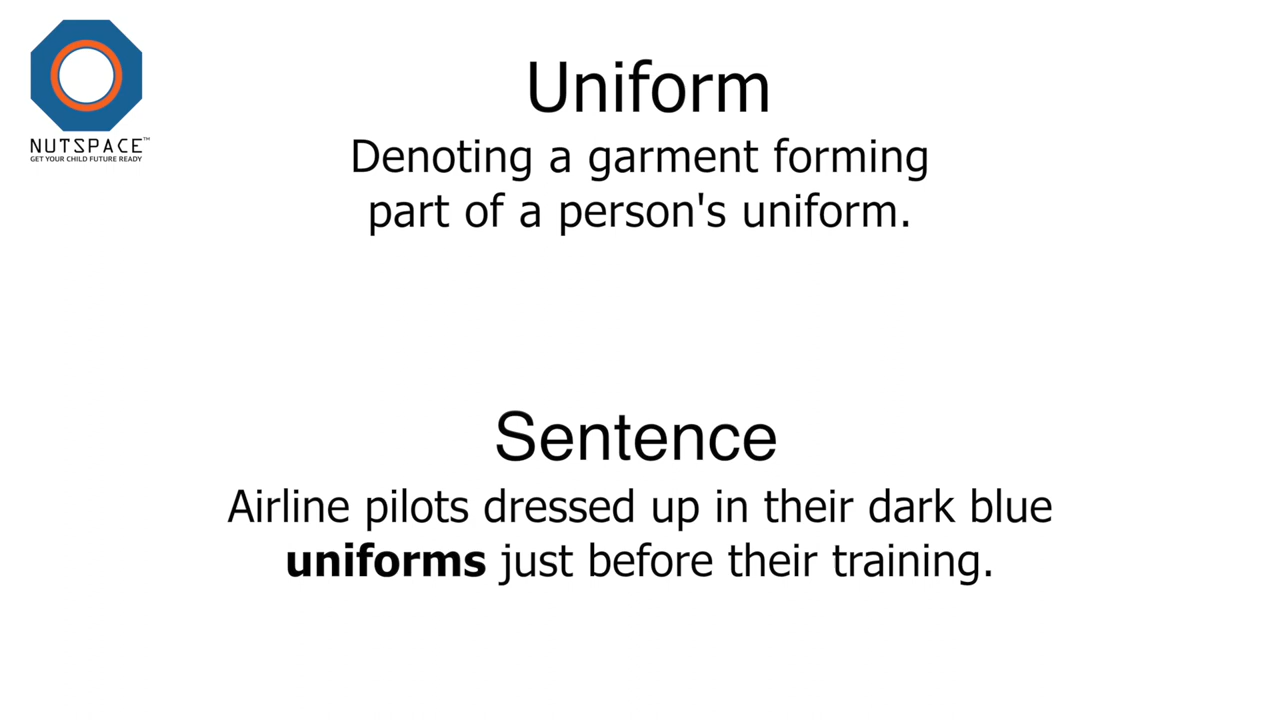 NUTSPACE™
GET YOUR CHILD FUTURE READY
Uniform
Denoting a garment forming
part of a person's uniform.
Sentence
Airline pilots dressed up in their dark blue
uniforms just before their training.